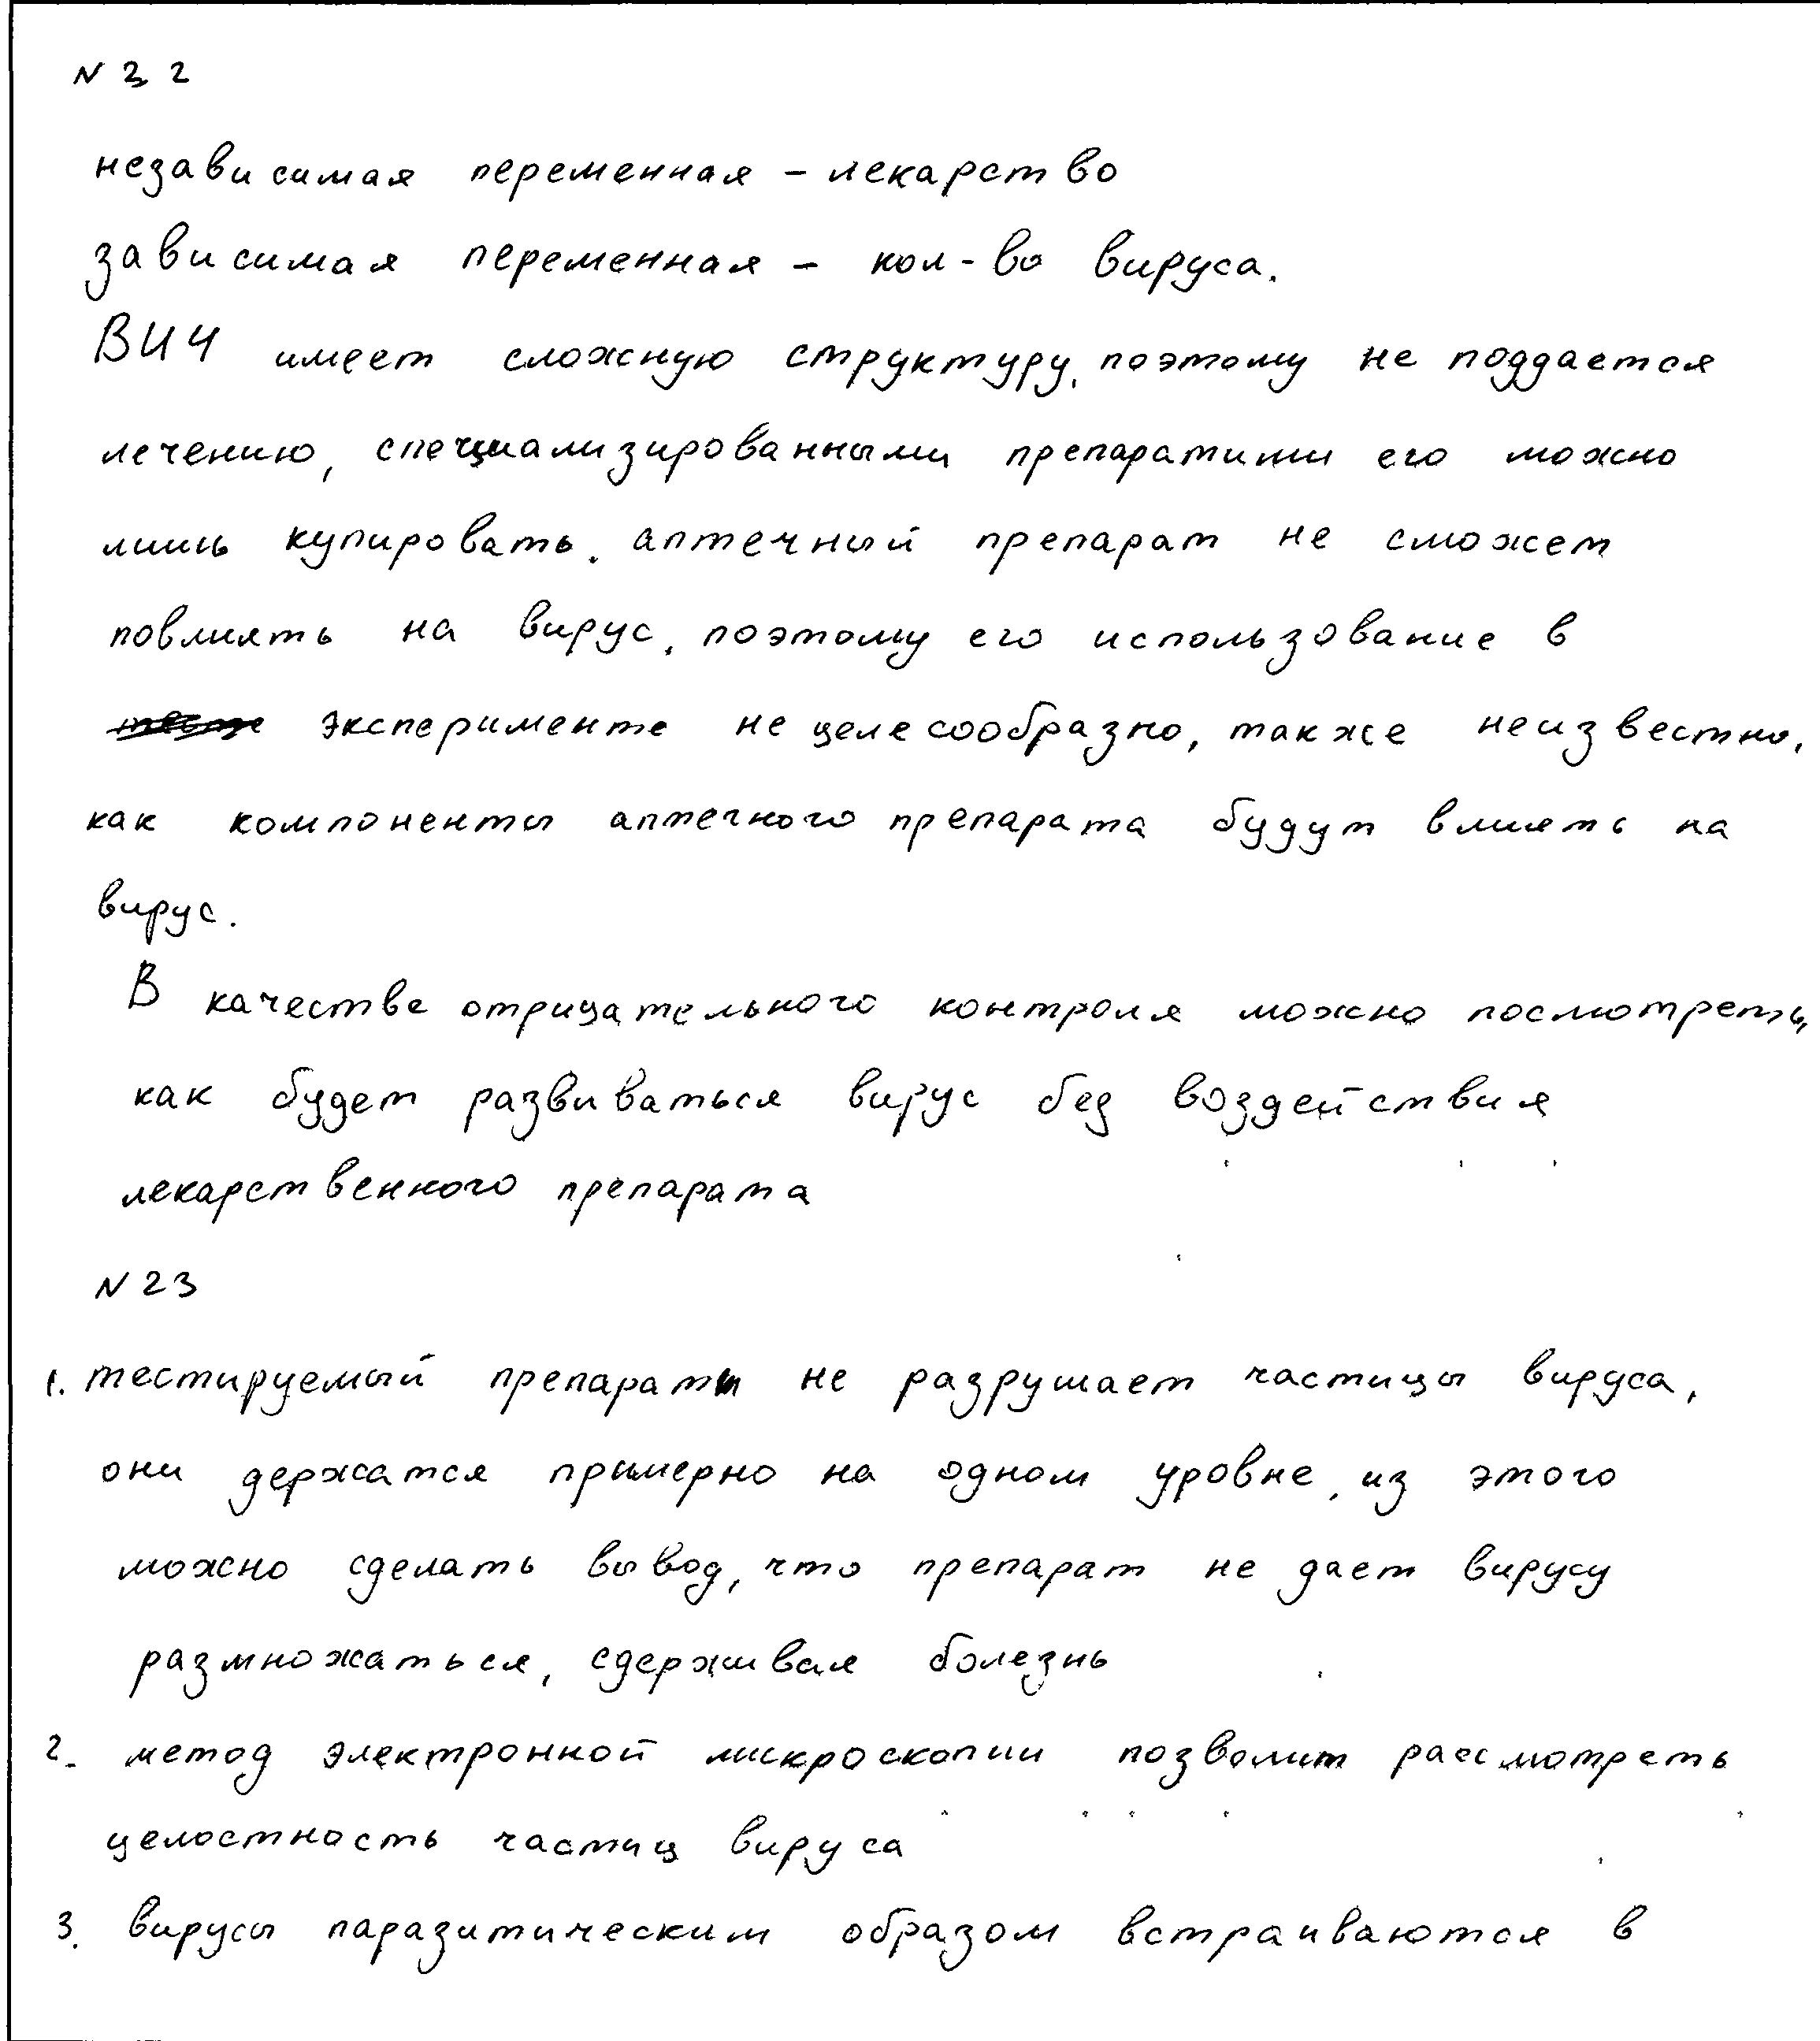 N 22
независимая переменная - лекарство
зависимая переменная - кол-во вируса.
ВИЧ имеет сложную структуру, поэтому не поддается
лечению, специализированными препаратими его можно
лишь купировать. аптечный препарат не сможет
повлиять на вирус, поэтому его использование в
эксперименте не целесообразно, также неизвестно,
как компоненты аптечного препарата будут влиять на
вирус.
В качестве отрицательного контроля можно посмотреть,
как будет развиваться вирус без воздействия
лекарственного препарата
N 23
1. тестируемый препарат не разрушает частицы вируса,
они держатся примерно на одном уровне, из этого
можно сделать вывод, что препарат не дает вирусу
размножаться, сдерживая болезнь
2. метод электронной микроскопии позволит рассмотреть
целостность частиц вируса
3. вирусы паразитическим образом встраиваются в